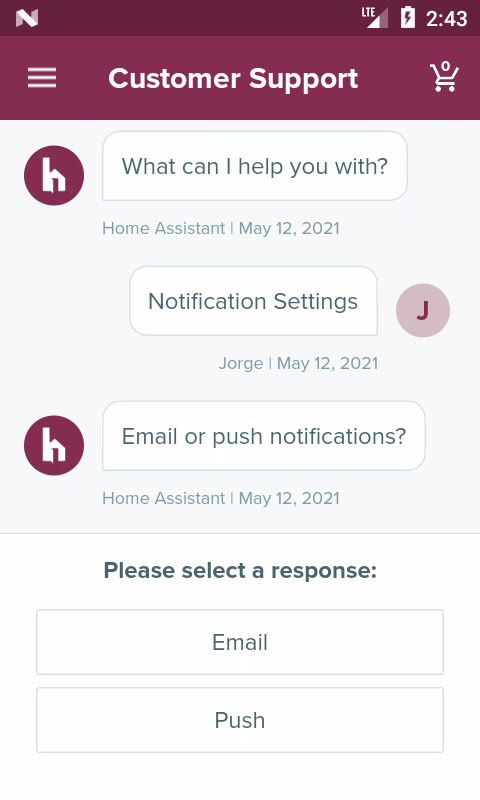 LTE 2:43
Customer Support 0
What can I help you with?
Home Assistant | May 12, 2021
Notification Settings
J
Jorge | May 12, 2021
Email or push notifications?
Home Assistant | May 12, 2021
Please select a response:
Email
Push